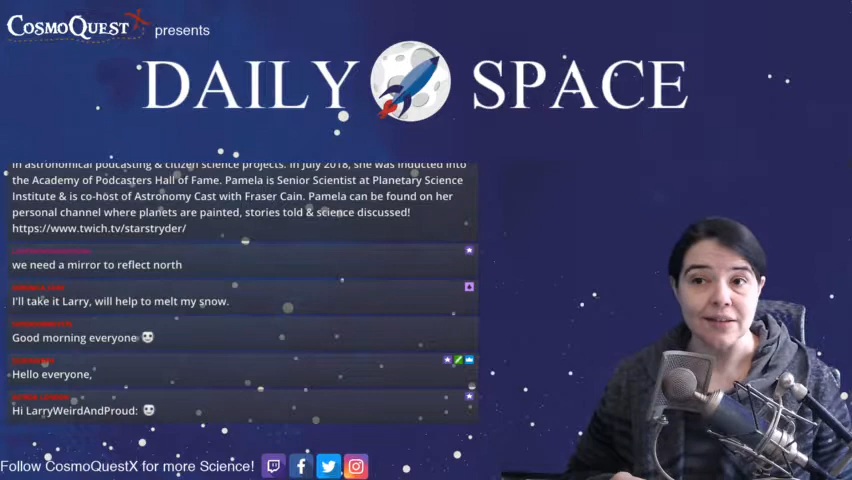 CosmoQuestX presents
DAILY SPACE
in astronomical podcasting & citizen science projects. In July 2018, she was inducted into
the Academy of Podcasters Hall of Fame. Pamela is Senior Scientist at Planetary Science
Institute & is co-host of Astronomy Cast with Fraser Cain. Pamela can be found on her
personal channel where planets are painted, stories told & science discussed!
https://www.twich.tv/starstryder/
we need a mirror to reflect north
I'll take it Larry, will help to melt my snow.
Good morning everyone
Hello everyone,
Hi LarryWeirdAndProud:
Follow CosmoQuestX for more Science!